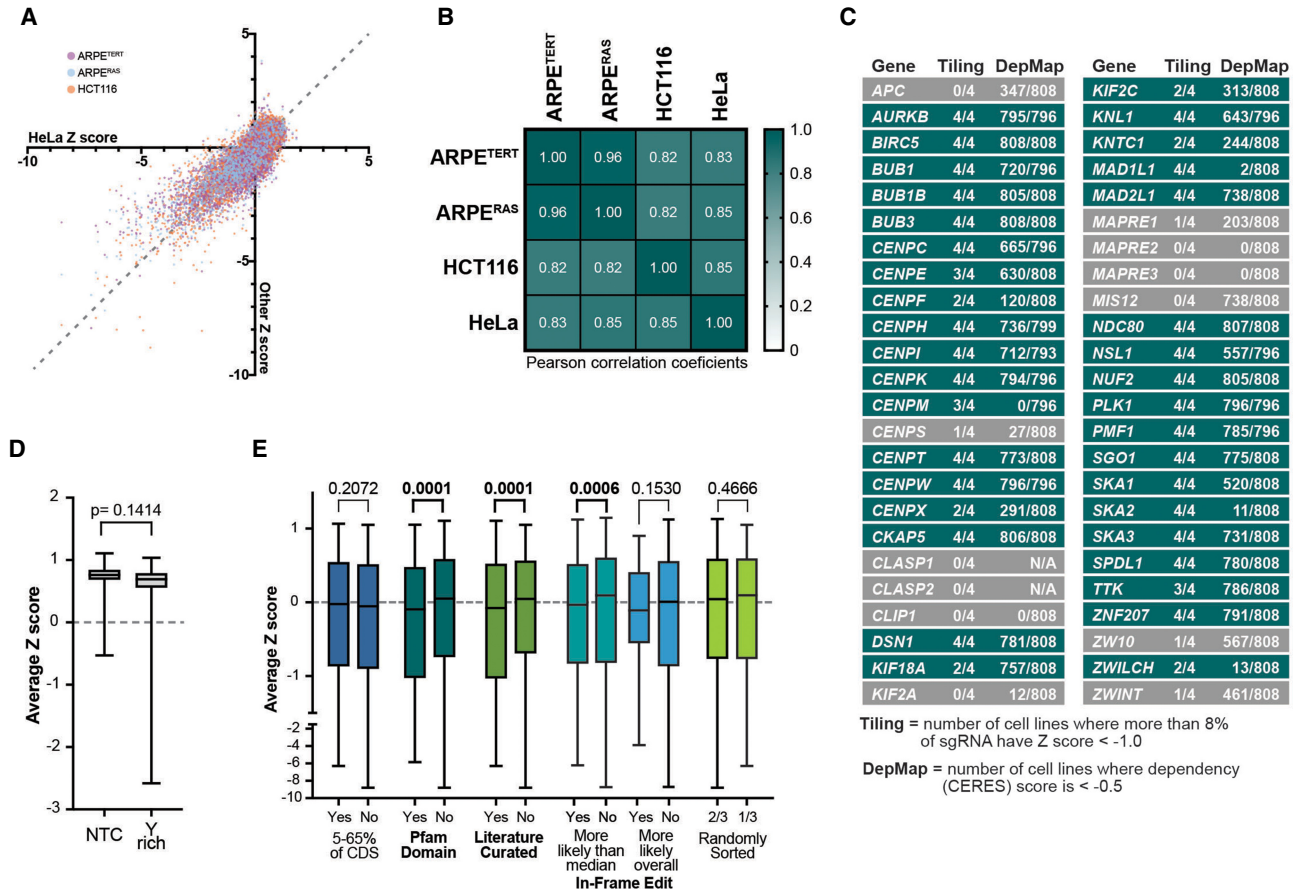 A
5
ARPETERT
ARPERAS
HCT116
HeLa Z score
-10
-5
5
-5
Other Z score
-10
B
ARPETERT
ARPERAS
HCT116
HeLa
ARPETERT 1.00 0.96 0.82 0.83
ARPERAS 0.96 1.00 0.82 0.85
HCT116 0.82 0.82 1.00 0.85
HeLa 0.83 0.85 0.85 1.00
Pearson correlation coeficients
1.0
0.8
0.6
0.4
0.2
0
C
Gene Tiling DepMap
APC 0/4 347/808
AURKB 4/4 795/796
BIRC5 4/4 808/808
BUB1 4/4 720/796
BUB1B 4/4 805/808
BUB3 4/4 808/808
CENPC 4/4 665/796
CENPE 3/4 630/808
CENPF 2/4 120/808
CENPH 4/4 736/799
CENPI 4/4 712/793
CENPK 4/4 794/796
CENPM 3/4 0/796
CENPS 1/4 27/808
CENPT 4/4 773/808
CENPW 4/4 796/796
CENPX 2/4 291/808
CKAP5 4/4 806/808
CLASP1 0/4 N/A
CLASP2 0/4 N/A
CLIP1 0/4 0/808
DSN1 4/4 781/808
KIF18A 2/4 757/808
KIF2A 0/4 12/808
Gene Tiling DepMap
KIF2C 2/4 313/808
KNL1 4/4 643/796
KNTC1 2/4 244/808
MAD1L1 4/4 2/808
MAD2L1 4/4 738/808
MAPRE1 1/4 203/808
MAPRE2 0/4 0/808
MAPRE3 0/4 0/808
MIS12 0/4 738/808
NDC80 4/4 807/808
NSL1 4/4 557/796
NUF2 4/4 805/808
PLK1 4/4 796/796
PMF1 4/4 785/796
SGO1 4/4 775/808
SKA1 4/4 520/808
SKA2 4/4 11/808
SKA3 4/4 731/808
SPDL1 4/4 780/808
TTK 3/4 786/808
ZNF207 4/4 791/808
ZW10 1/4 567/808
ZWILCH 2/4 13/808
ZWINT 1/4 461/808
Tiling = number of cell lines where more than 8%
of sgRNA have Z score < -1.0
DepMap = number of cell lines where dependency
(CERES) score is < -0.5
D
Average Z score
2
1
0
-1
-2
-3
p= 0.1414
NTC
Y
rich
E
Average Z score
1
0
-1
-2
-4
-6
-8
-10
0.2072
0.0001
0.0001
0.0006
0.1530
0.4666
Yes No Yes No Yes No Yes No Yes No 2/3 1/3
5-65%
of CDS
Pfam
Domain
Literature
Curated
More
likely than
median
More
likely
overall
In-Frame Edit
Randomly
Sorted